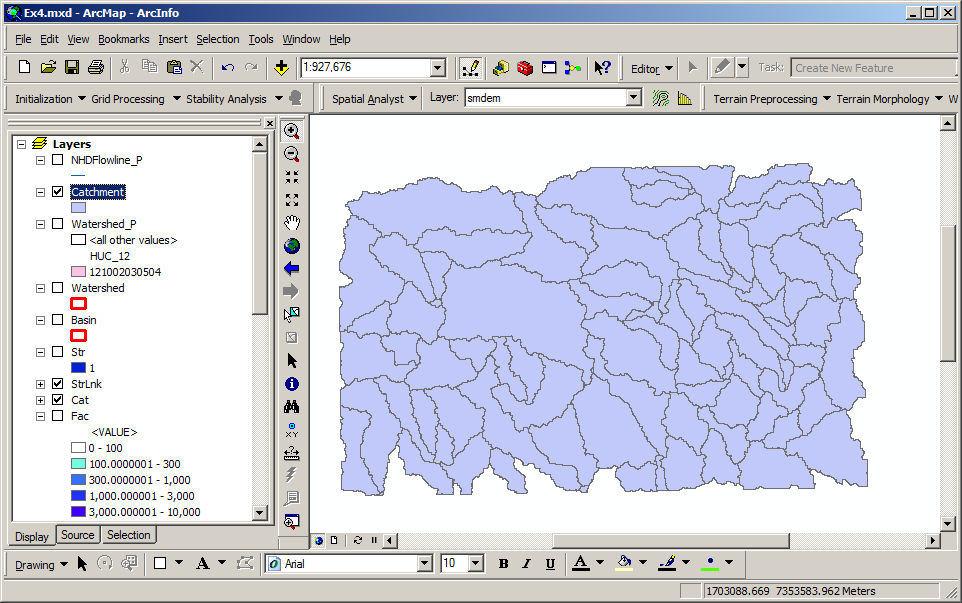 Ex4.mxd - ArcMap - ArcInfo
File Edit View Bookmarks Insert Selection Tools Window Help
1:927,676 Editor Task: Create New Feature
Initialization Grid Processing Stability Analysis Spatial Analyst Layer: smdem Terrain Preprocessing Terrain Morphology W
Layers
NHDFlowline_P
Catchment
Watershed_P
<all other values>
HUC_12
121002030504
Watershed
Basin
Str
1
StrLnk
Cat
Fac
<VALUE>
0 - 100
100.0000001 - 300
300.0000001 - 1,000
1,000.000001 - 3,000
3,000.000001 - 10,000
XY
Display Source Selection
Drawing A Arial 10 B I U A
1703088.669 7353583.962 Meters